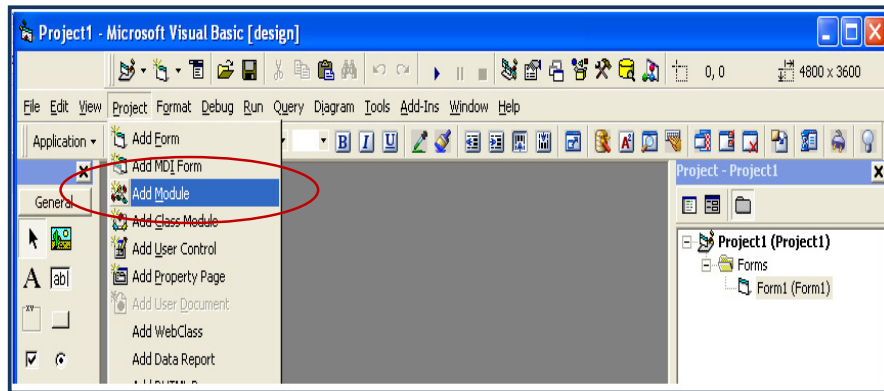 Project1 - Microsoft Visual Basic [design]
0, 0
4800 x 3600
File Edit View Project Format Debug Run Query Diagram Tools Add-Ins Window Help
Application
Add Form
B I U
Add MDI Form
Project - Project1
Add Module
General
Add Class Module
Add User Control
Project1 (Project1)
A ab
Add Property Page
Forms
Add User Document
Form1 (Form1)
XY
Add WebClass
Add Data Report